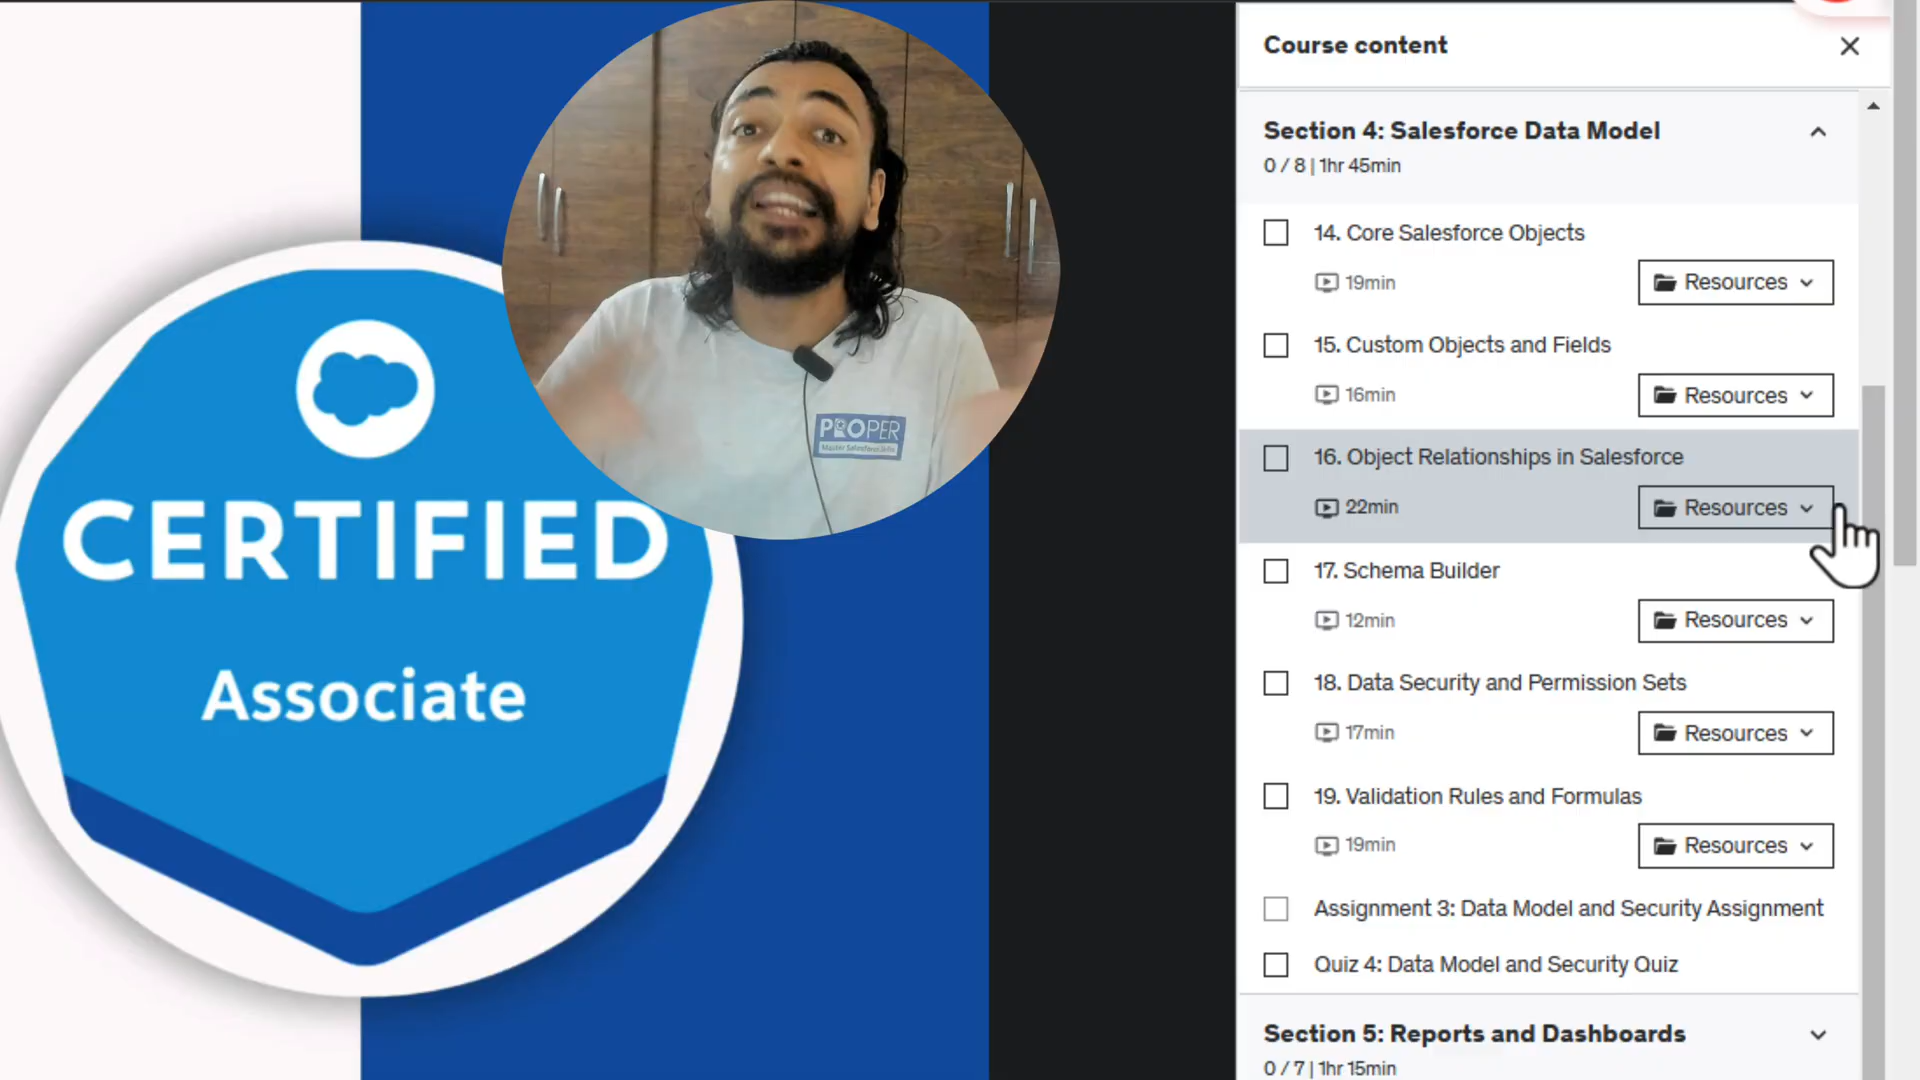 CERTIFIED
Associate
PROPER
Master Salesforce Skills
Course content
Section 4: Salesforce Data Model
0 / 8 | 1hr 45min
14. Core Salesforce Objects
19min
Resources
15. Custom Objects and Fields
16min
Resources
16. Object Relationships in Salesforce
22min
Resources
17. Schema Builder
12min
Resources
18. Data Security and Permission Sets
17min
Resources
19. Validation Rules and Formulas
19min
Resources
Assignment 3: Data Model and Security Assignment
Quiz 4: Data Model and Security Quiz
Section 5: Reports and Dashboards
0 / 7 | 1hr 15min